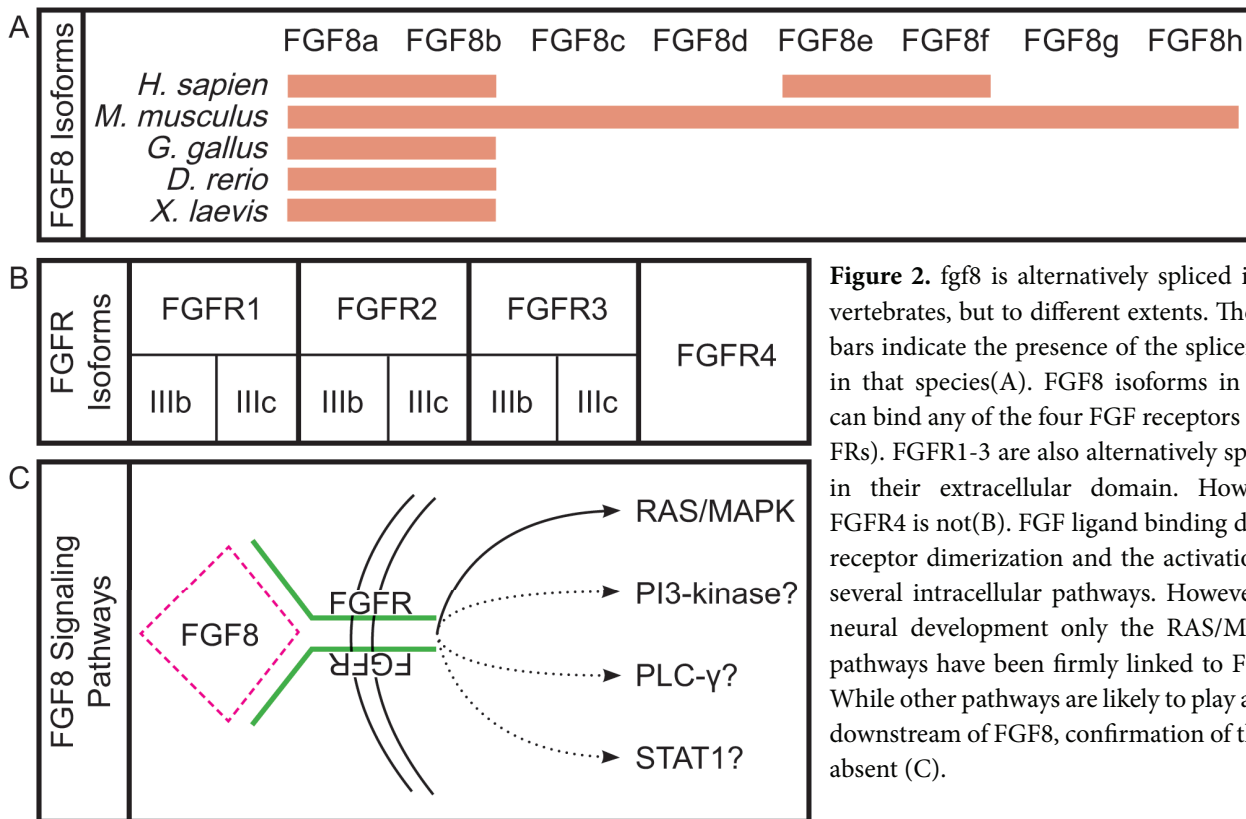 A
FGF8 Isoforms
FGF8a FGF8b FGF8c FGF8d FGF8e FGF8f FGF8g FGF8h
H. sapien
M. musculus
G. gallus
D. rerio
X. laevis
B
FGFR
Isoforms
FGFR1 FGFR2 FGFR3 FGFR4
IIIb IIIc IIIb IIIc IIIb IIIc
C
FGF8 Signaling
Pathways
FGF8
FGFR
FGFR
RAS/MAPK
PI3-kinase?
PLC-γ?
STAT1?
Figure 2. fgf8 is alternatively spliced i
vertebrates, but to different extents. The
bars indicate the presence of the splice
in that species(A). FGF8 isoforms in
can bind any of the four FGF receptors
FRs). FGFR1-3 are also alternatively sp
in their extracellular domain. How
FGFR4 is not(B). FGF ligand binding d
receptor dimerization and the activatio
several intracellular pathways. Howeve
neural development only the RAS/M
pathways have been firmly linked to F
While other pathways are likely to play a
downstream of FGF8, confirmation of t
absent (C).